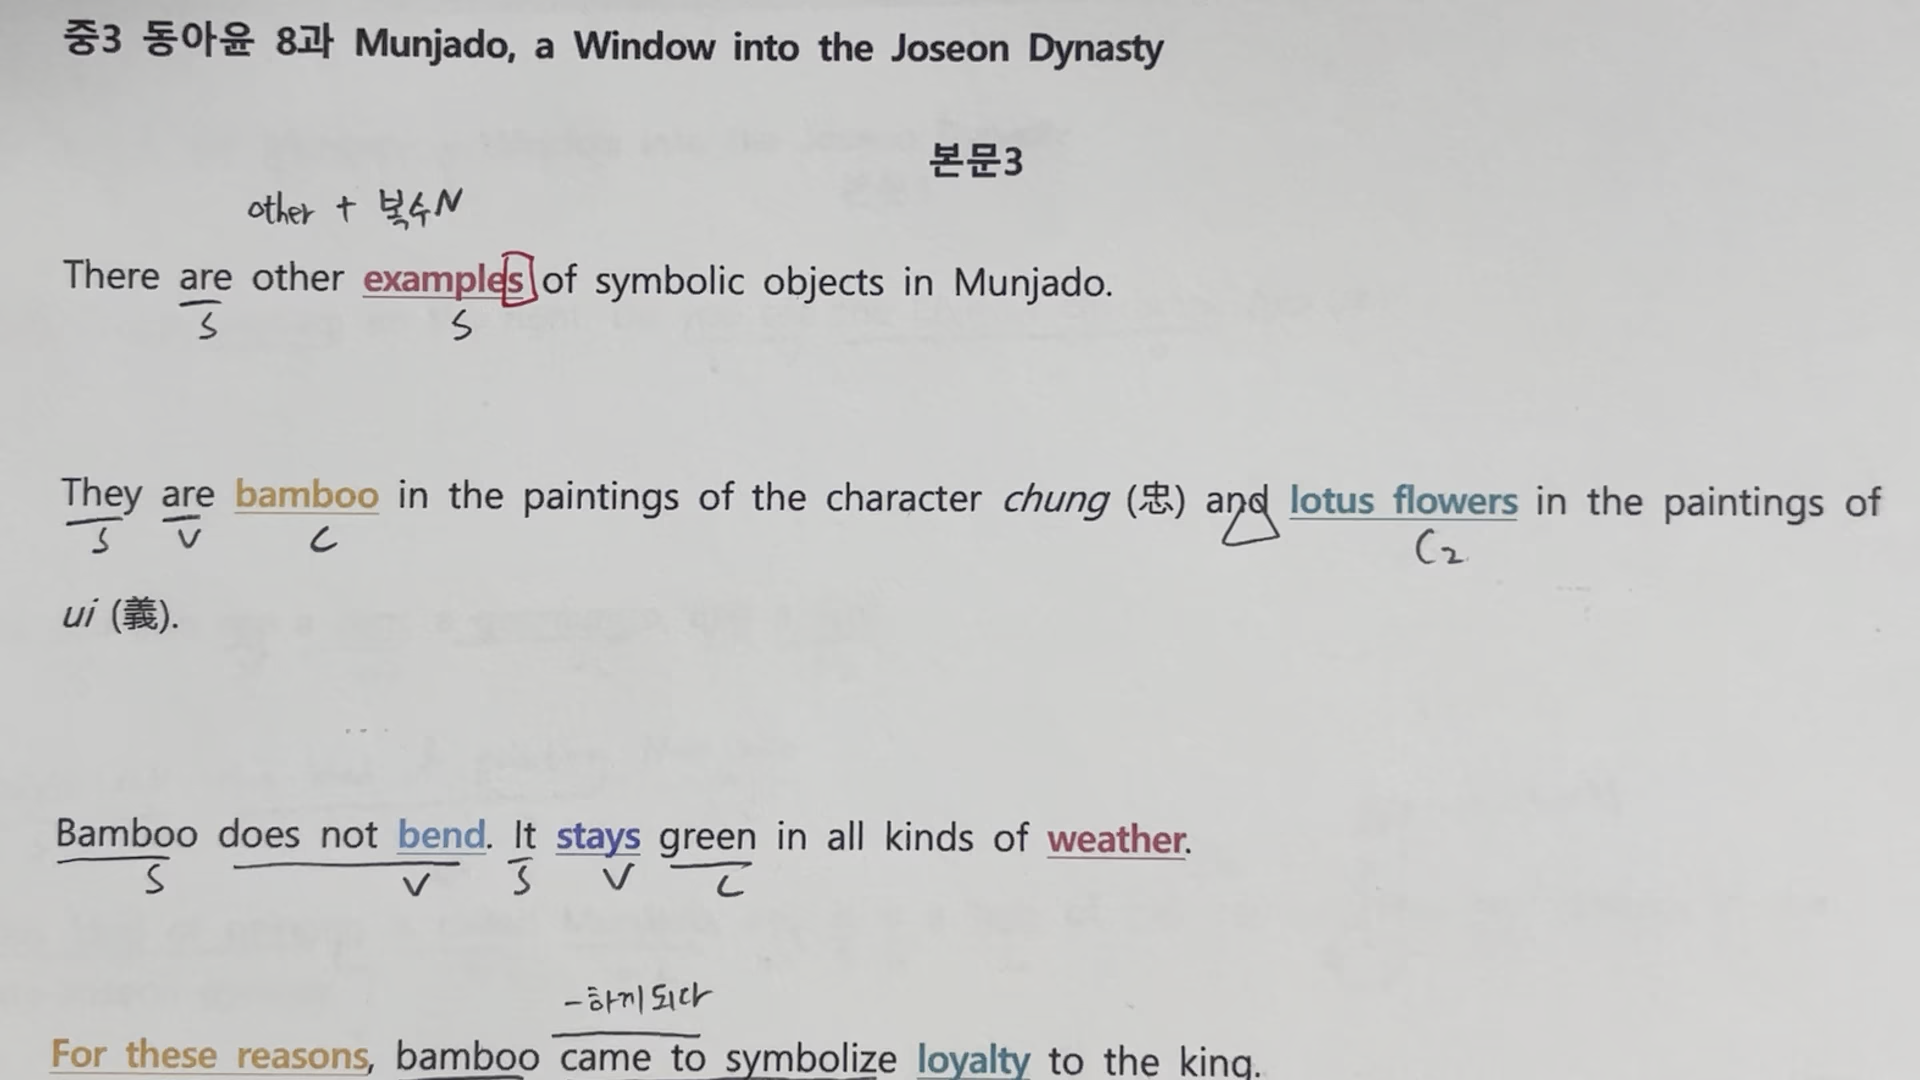 중3 동아윤 8과 Munjado, a Window into the Joseon Dynasty
본문3
other + 복수N
There are other examples of symbolic objects in Munjado.
S S
They are bamboo in the paintings of the character chung (忠) and lotus flowers in the paintings of
S V C C2
ui (義).
Bamboo does not bend. It stays green in all kinds of weather.
S V S V C
-하게되다
For these reasons, bamboo came to symbolize loyalty to the king.